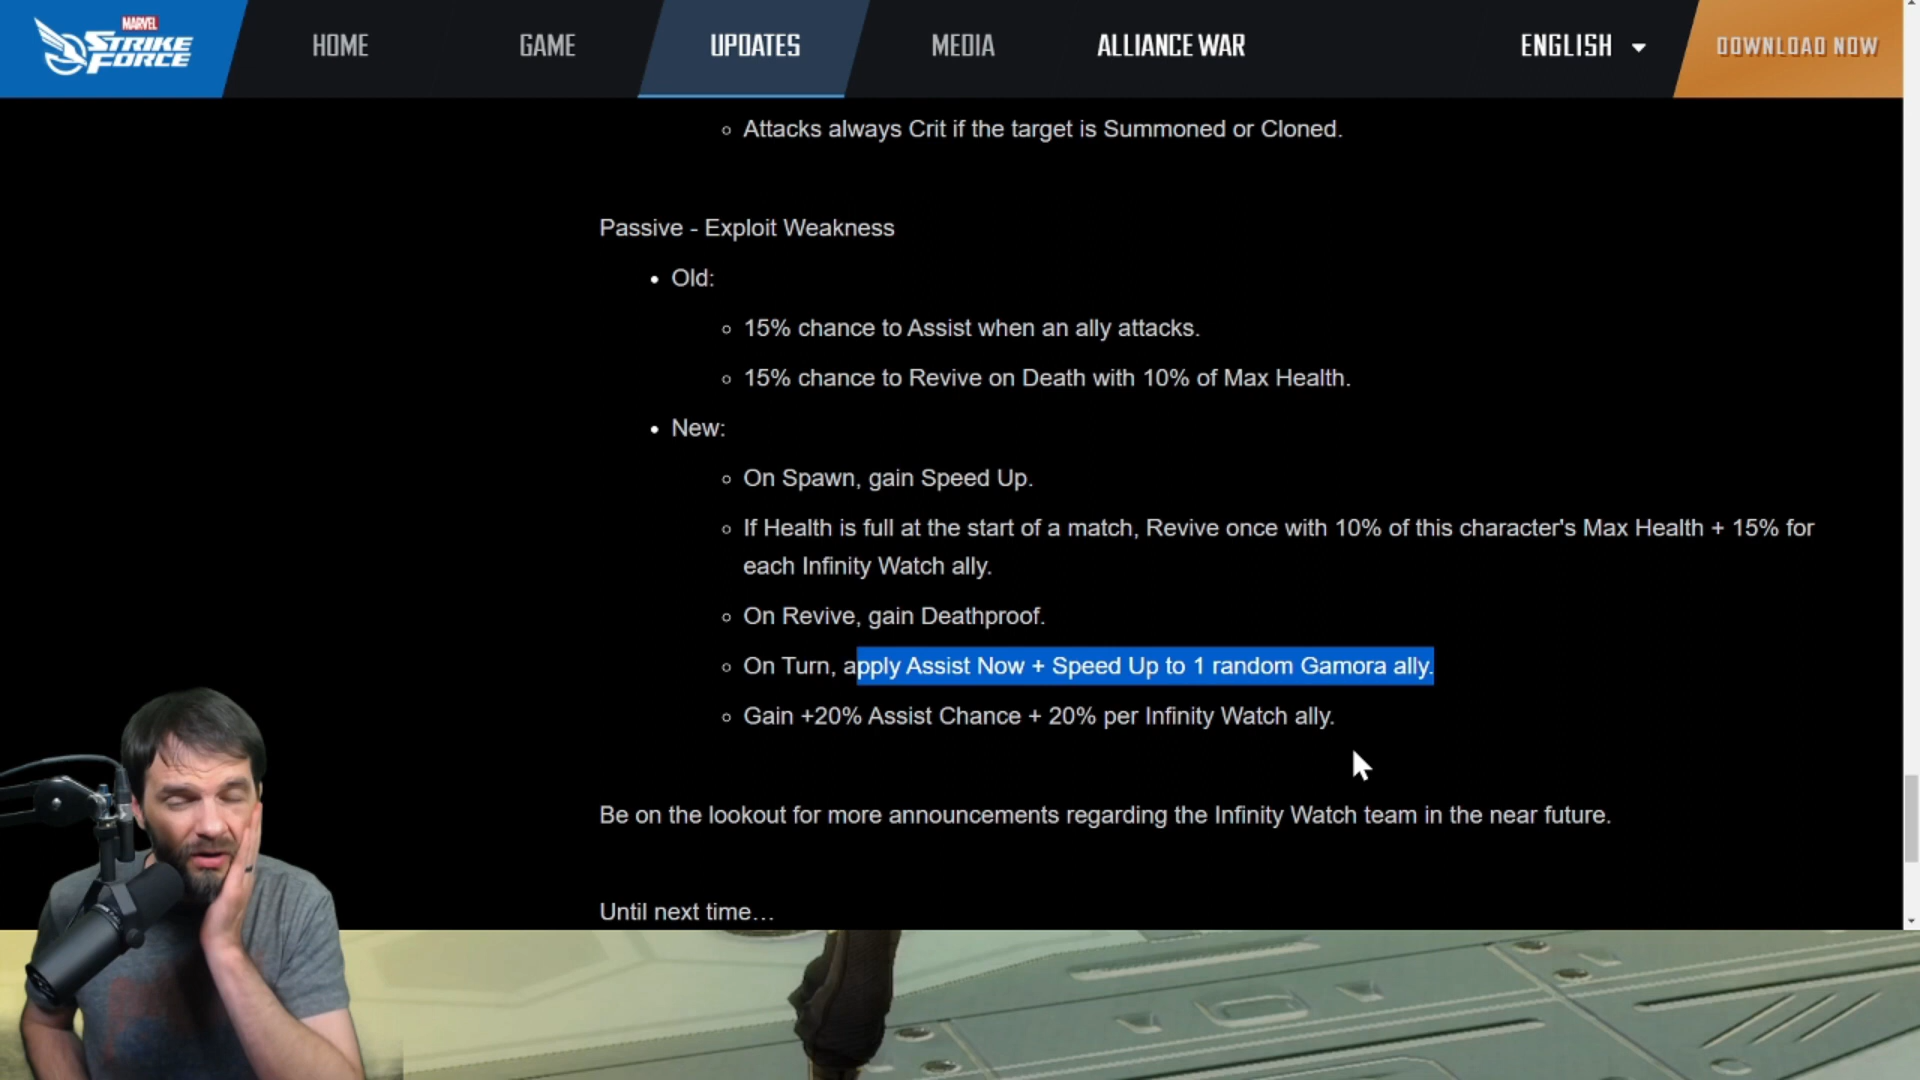 MARVEL
STRIKE
FORCE
HOME
GAME
UPDATES
MEDIA
ALLIANCE WAR
ENGLISH
DOWNLOAD NOW
Attacks always Crit if the target is Summoned or Cloned.
Passive - Exploit Weakness
Old:
15% chance to Assist when an ally attacks.
15% chance to Revive on Death with 10% of Max Health.
New:
On Spawn, gain Speed Up.
If Health is full at the start of a match, Revive once with 10% of this character's Max Health + 15% for
each Infinity Watch ally.
On Revive, gain Deathproof.
On Turn, apply Assist Now + Speed Up to 1 random Gamora ally.
Gain +20% Assist Chance + 20% per Infinity Watch ally.
Be on the lookout for more announcements regarding the Infinity Watch team in the near future.
Until next time…